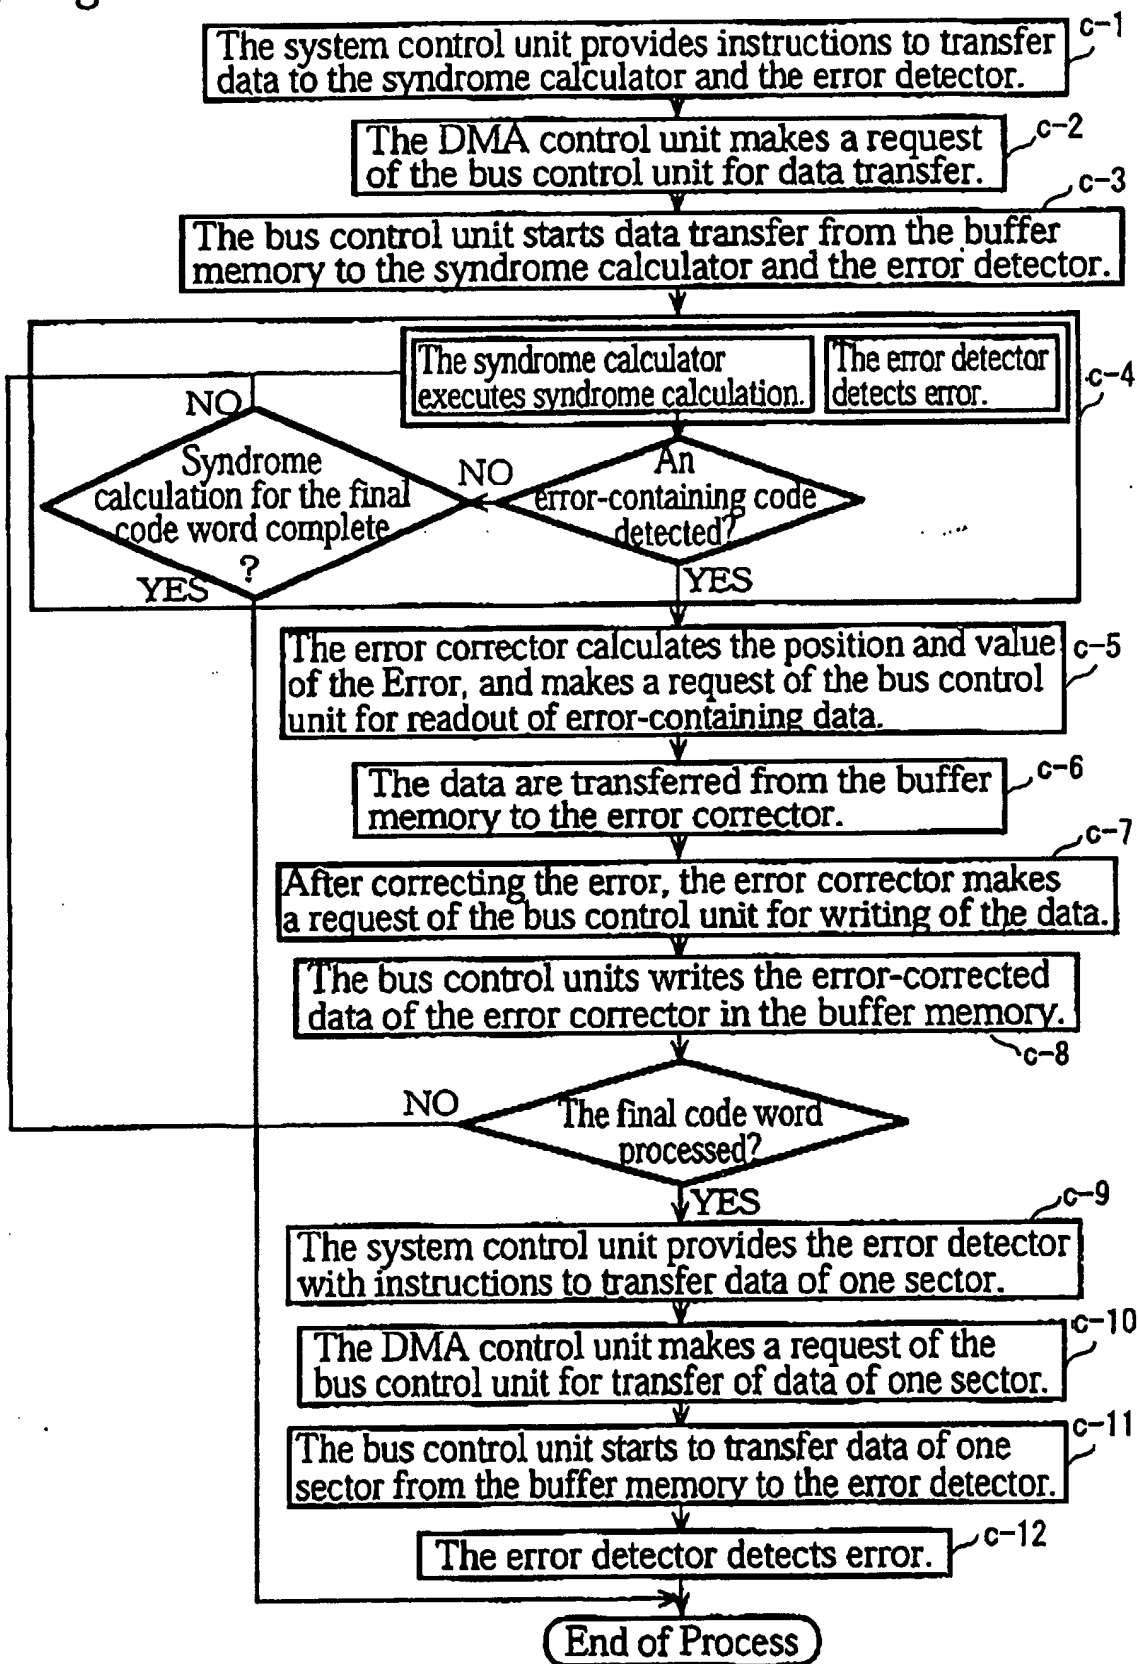 c-1
The system control unit provides instructions to transfer
data to the syndrome calculator and the error detector.
c-2
The DMA control unit makes a request
of the bus control unit for data transfer.
c-3
The bus control unit starts data transfer from the buffer
memory to the syndrome calculator and the error detector.
The syndrome calculator
executes syndrome calculation.
The error detector
detects error.
c-4
NO
Syndrome
calculation for the final
code word complete
?
YES
NO
An
error-containing code
detected?
YES
The error corrector calculates the position and value
of the Error, and makes a request of the bus control
unit for readout of error-containing data.
c-5
The data are transferred from the buffer
memory to the error corrector.
c-6
c-7
After correcting the error, the error corrector makes
a request of the bus control unit for writing of the data.
The bus control units writes the error-corrected
data of the error corrector in the buffer memory.
c-8
NO
The final code word
processed?
YES
c-9
The system control unit provides the error detector
with instructions to transfer data of one sector.
c-10
The DMA control unit makes a request of the
bus control unit for transfer of data of one sector.
c-11
The bus control unit starts to transfer data of one
sector from the buffer memory to the error detector.
c-12
The error detector detects error.
End of Process